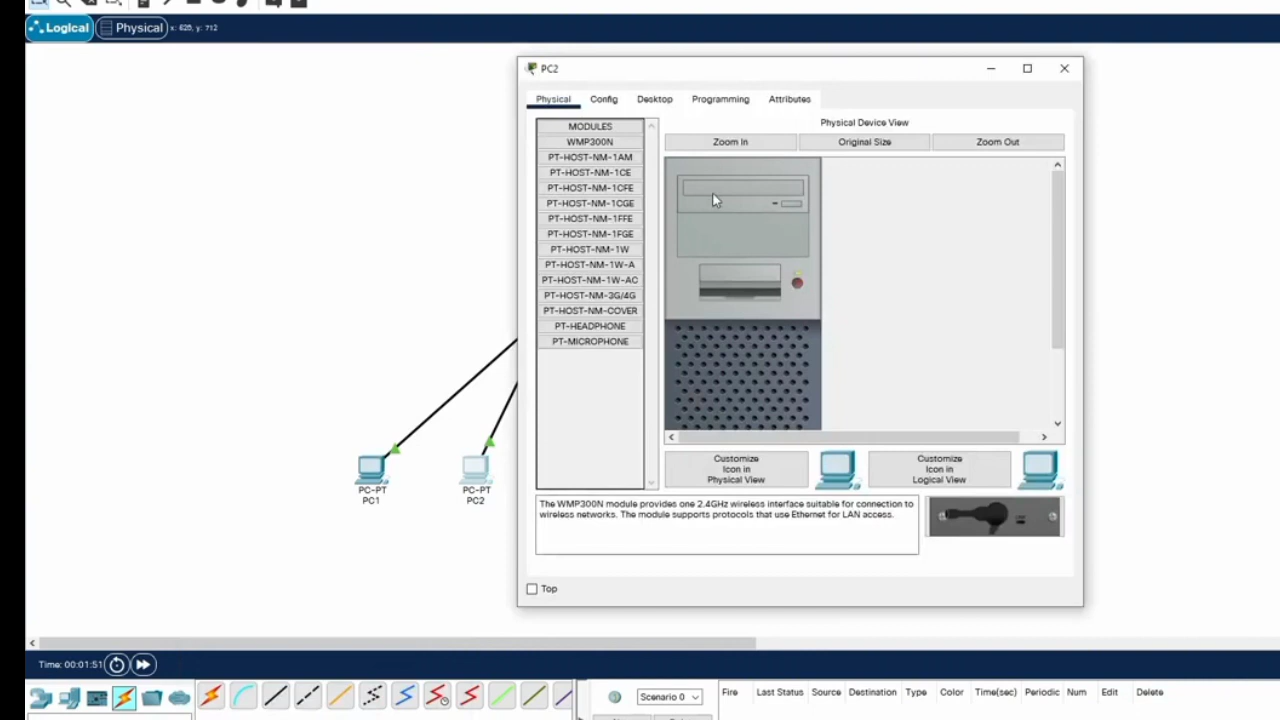 Logical
Physical
x: 625, y: 712
PC2
Physical
Config
Desktop
Programming
Attributes
MODULES
WMP300N
PT-HOST-NM-1AM
PT-HOST-NM-1CE
PT-HOST-NM-1CFE
PT-HOST-NM-1CGE
PT-HOST-NM-1FFE
PT-HOST-NM-1FGE
PT-HOST-NM-1W
PT-HOST-NM-1W-A
PT-HOST-NM-1W-AC
PT-HOST-NM-3G/4G
PT-HOST-NM-COVER
PT-HEADPHONE
PT-MICROPHONE
Physical Device View
Zoom In
Original Size
Zoom Out
Customize
Icon in
Physical View
Customize
Icon in
Logical View
The WMP300N module provides one 2.4GHz wireless interface suitable for connection to
wireless networks. The module supports protocols that use Ethernet for LAN access.
Top
PC-PT
PC1
PC-PT
PC2
Time: 00:01:51
Scenario 0
Fire
Last Status
Source
Destination
Type
Color
Time(sec)
Periodic
Num
Edit
Delete